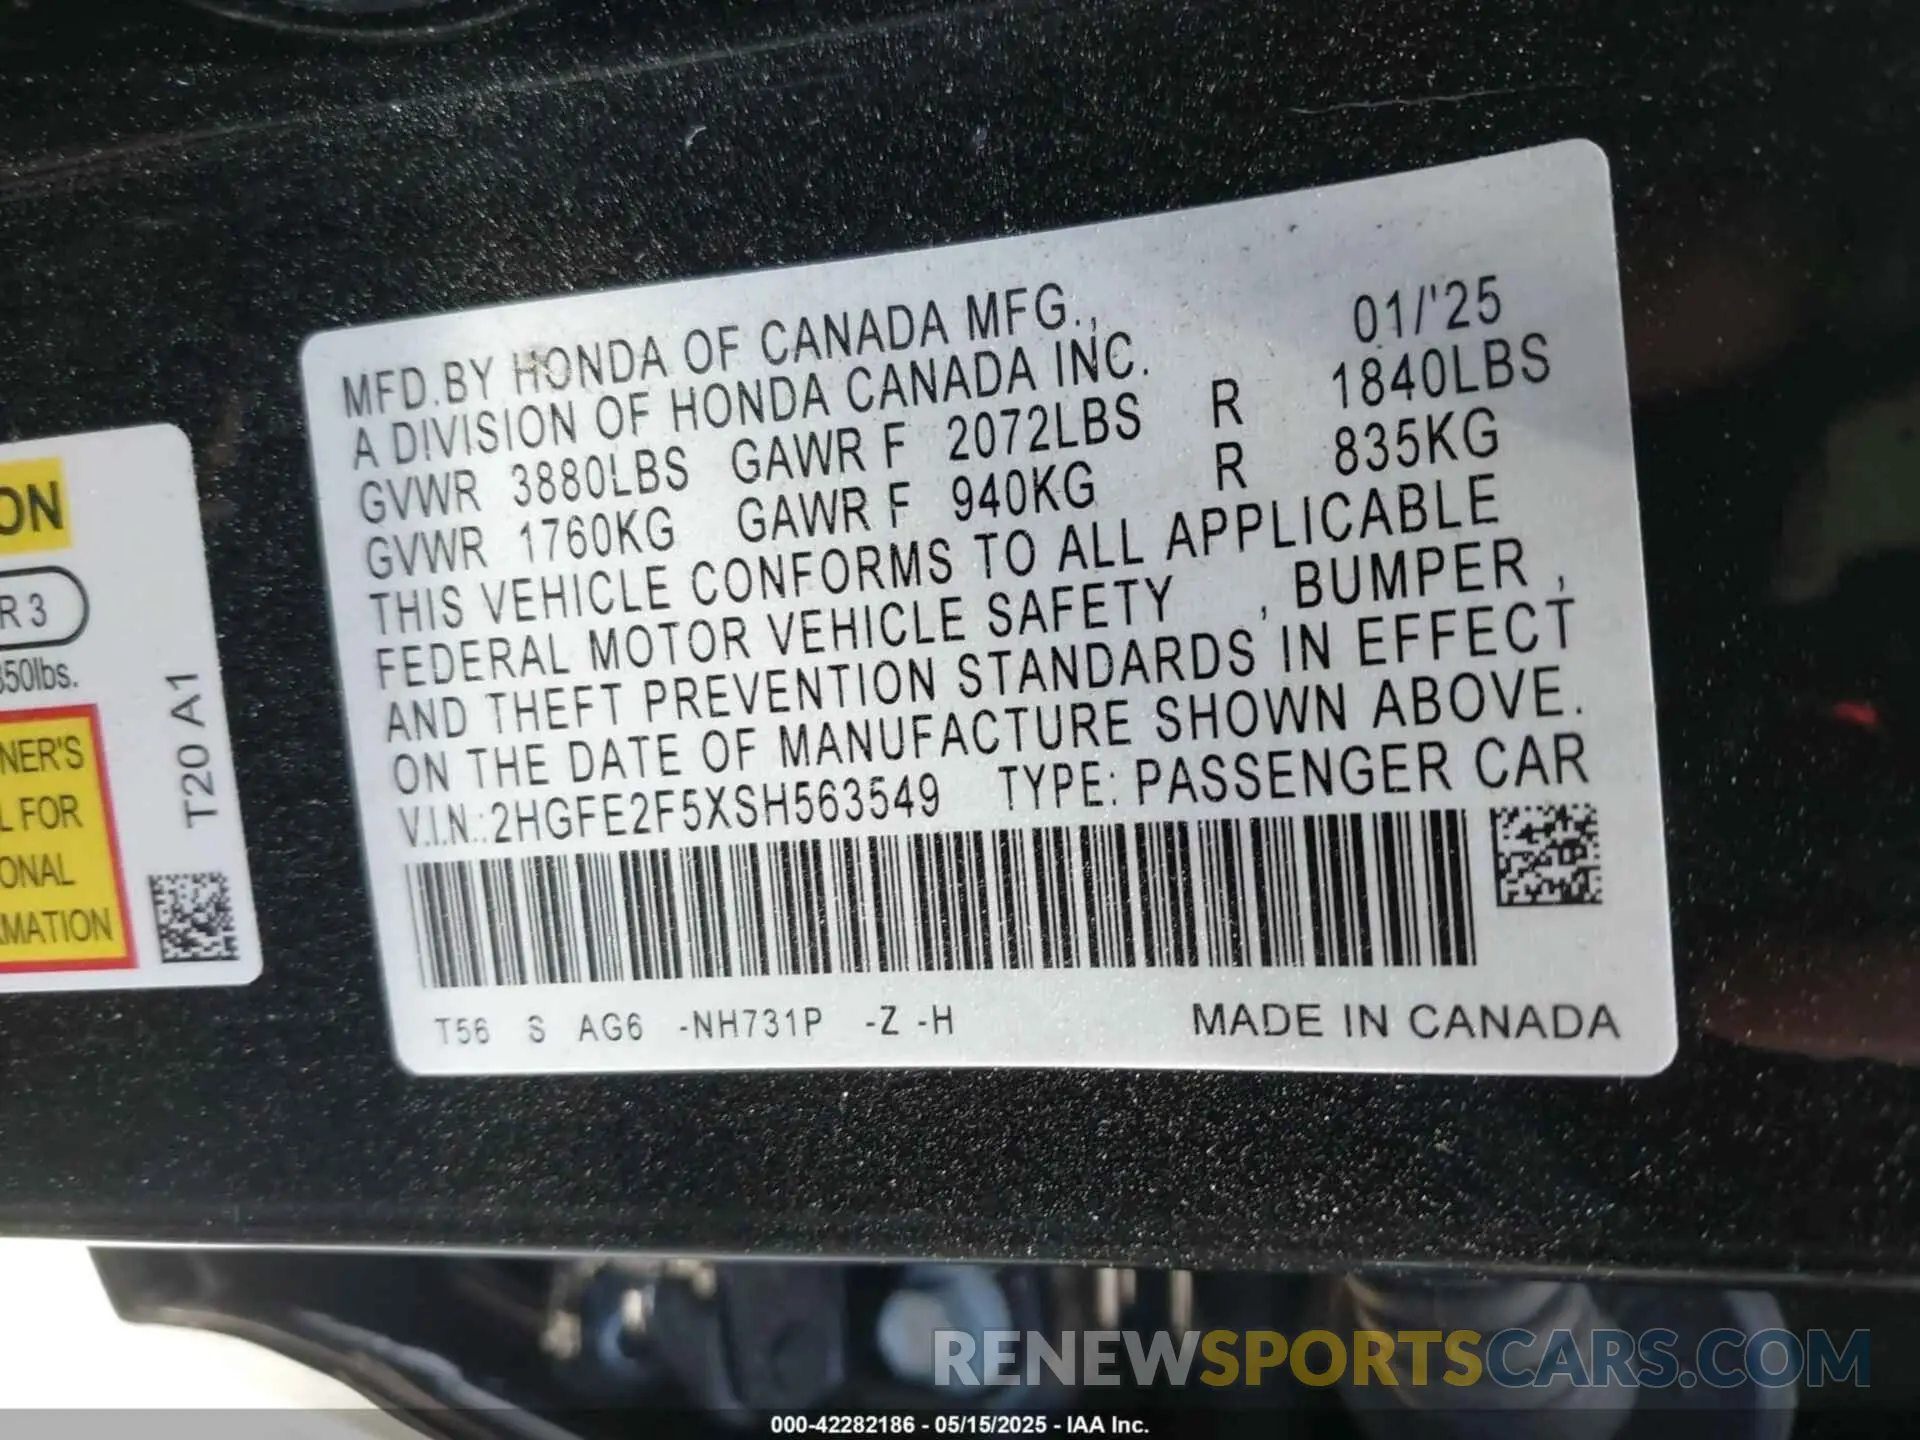 MFD.BY HONDA OF CANADA MFG., 01/'25
A DIVISION OF HONDA CANADA INC.
GVWR 3880LBS GAWR F 2072LBS R 1840LBS
GVWR 1760KG GAWR F 940KG R 835KG
THIS VEHICLE CONFORMS TO ALL APPLICABLE
FEDERAL MOTOR VEHICLE SAFETY , BUMPER ,
AND THEFT PREVENTION STANDARDS IN EFFECT
ON THE DATE OF MANUFACTURE SHOWN ABOVE.
V.I.N.:2HGFE2F5XSH563549 TYPE: PASSENGER CAR
T56 S AG6 -NH731P -Z -H MADE IN CANADA
ON
R 3
350lbs.
NER'S
L FOR
ONAL
RMATION
T20 A1
RENEWSPORTSCARS.COM
000-42282186 - 05/15/2025 - IAA Inc.